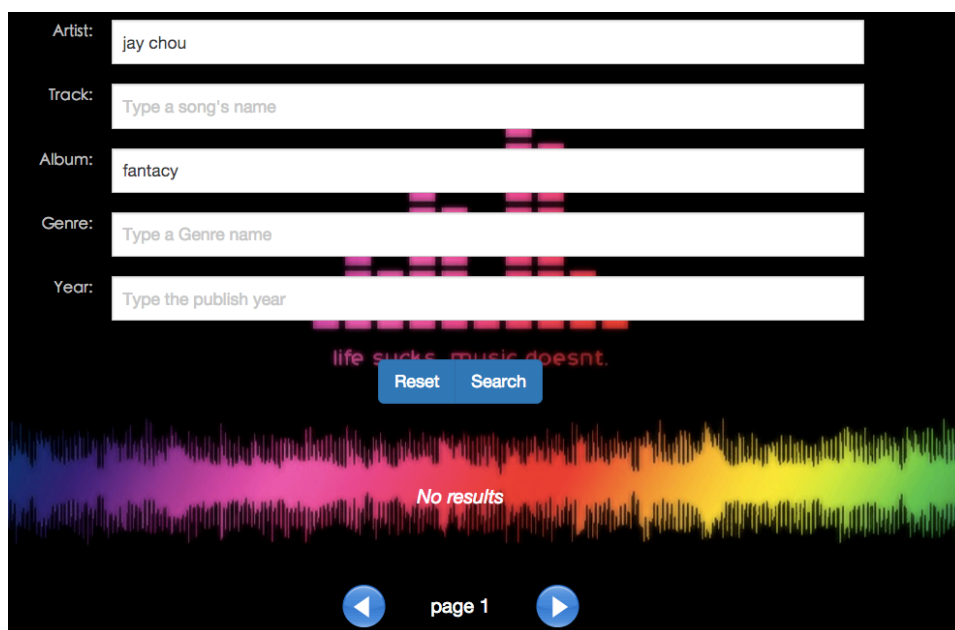 Artist:
jay chou
Track:
Type a song's name
Album:
fantacy
Genre:
Type a Genre name
Year:
Type the publish year
life sucks. music doesnt.
Reset Search
No results
page 1